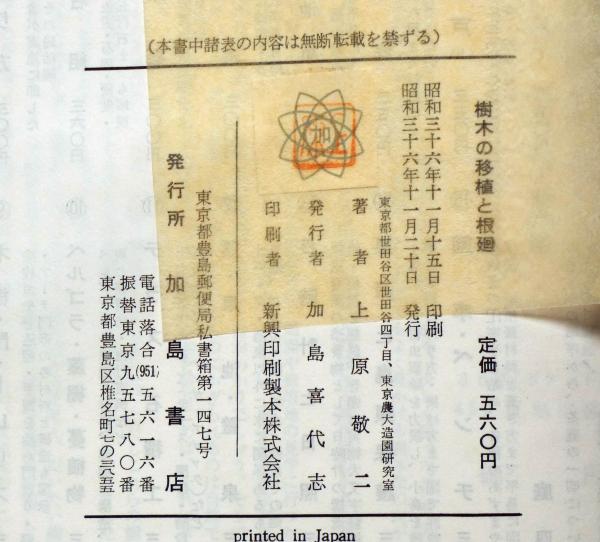 (本書中諸表の内容は無断転載を禁ずる)
樹木の移植と根廻
定価 五六〇円
昭和三十六年十一月十五日 印刷
昭和三十六年十一月二十日 発行
東京都世田谷区世田谷四丁目、東京農大造園研究室
著者 上原敬二
発行者 加島喜代志
印刷者 新興印刷製本株式会社
東京都豊島郵便局私書箱第一四七号
発行所 加島書店
電話落合(951)五六一六番
振替東京九五七八〇番
東京都豊島区椎名町七の
printed in Japan